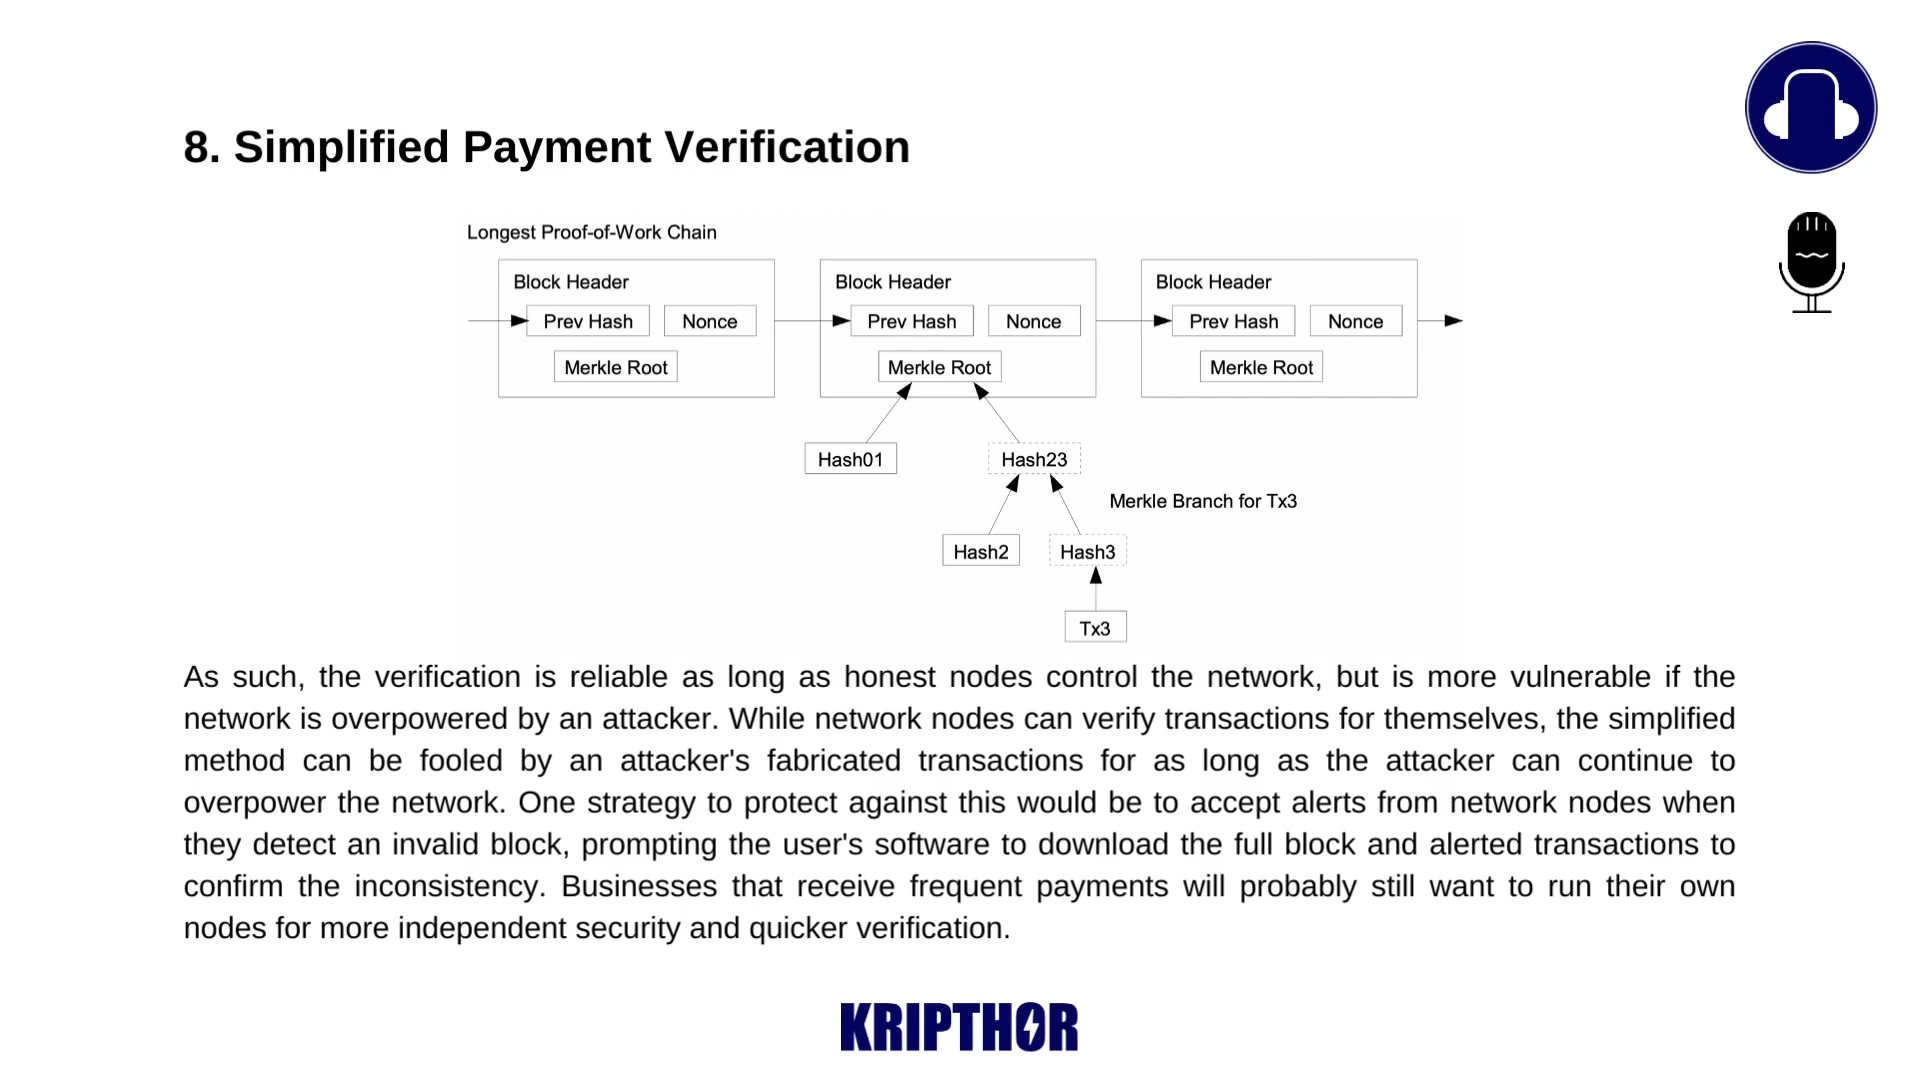 8. Simplified Payment Verification
Longest Proof-of-Work Chain
Block Header
Block Header
Block Header
Prev Hash
Nonce
Prev Hash
Nonce
Prev Hash
Nonce
Merkle Root
Merkle Root
Merkle Root
Hash01
Hash23
Merkle Branch for Tx3
Hash2
Hash3
Tx3
As such, the verification is reliable as long as honest nodes control the network, but is more vulnerable if the
network is overpowered by an attacker. While network nodes can verify transactions for themselves, the simplified
method can be fooled by an attacker's fabricated transactions for as long as the attacker can continue to
overpower the network. One strategy to protect against this would be to accept alerts from network nodes when
they detect an invalid block, prompting the user's software to download the full block and alerted transactions to
confirm the inconsistency. Businesses that receive frequent payments will probably still want to run their own
nodes for more independent security and quicker verification.
KRIPTHOR